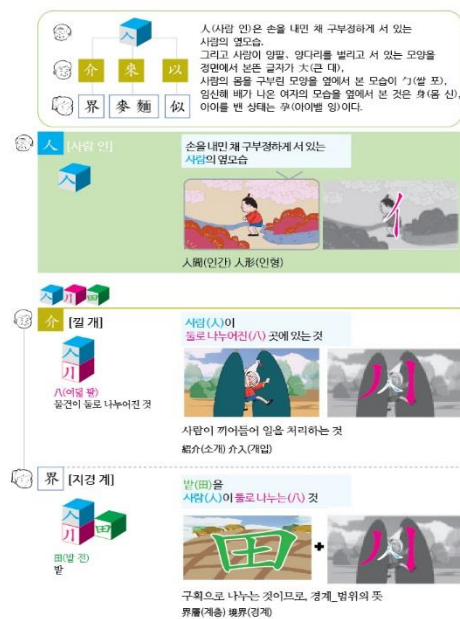 人
人(사람 인)은 손을 내민 채 구부정하게 서 있는
사람의 옆모습.
그리고 사람이 양팔, 양다리를 벌리고 서 있는 모양을
정면에서 본뜬 글자가 大(큰 대),
사람의 몸을 구부린 모양을 옆에서 본 모습이 勹(쌀 포),
임신해 배가 나온 여자의 모습을 옆에서 본 것은 身(몸 신),
아이를 밴 상태는 孕(아이밸 잉)이다.
介 來 以
界 麥 麵 似
人 [사람 인]
人
손을 내민 채 구부정하게 서 있는
사람의 옆모습
亻
人間(인간) 人形(인형)
人 八 田
介 [낄 개]
人
八
八(여덟 팔)
물건이 둘로 나누어진 것
사람(人)이
둘로 나누어진(八) 곳에 있는 것
八
사람이 끼어들어 일을 처리하는 것
紹介(소개) 介入(개입)
界 [지경 계]
人
八 田
田(밭 전)
밭
밭(田)을
사람(人)이 둘로 나누는(八) 것
田 + 八
구획으로 나누는 것이므로, 경계_범위의 뜻
界層(계층) 境界(경계)